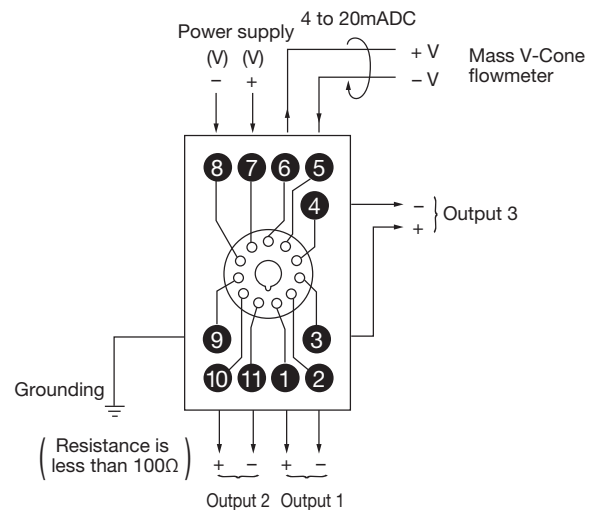 4 to 20mADC
Power supply
(V) (V)
− +
+ V
− V
Mass V-Cone
flowmeter
8 7 6 5
4
− +
Output 3
9
3
10 11 1 2
Grounding
(Resistance is
less than 100Ω)
+ − + −
Output 2 Output 1